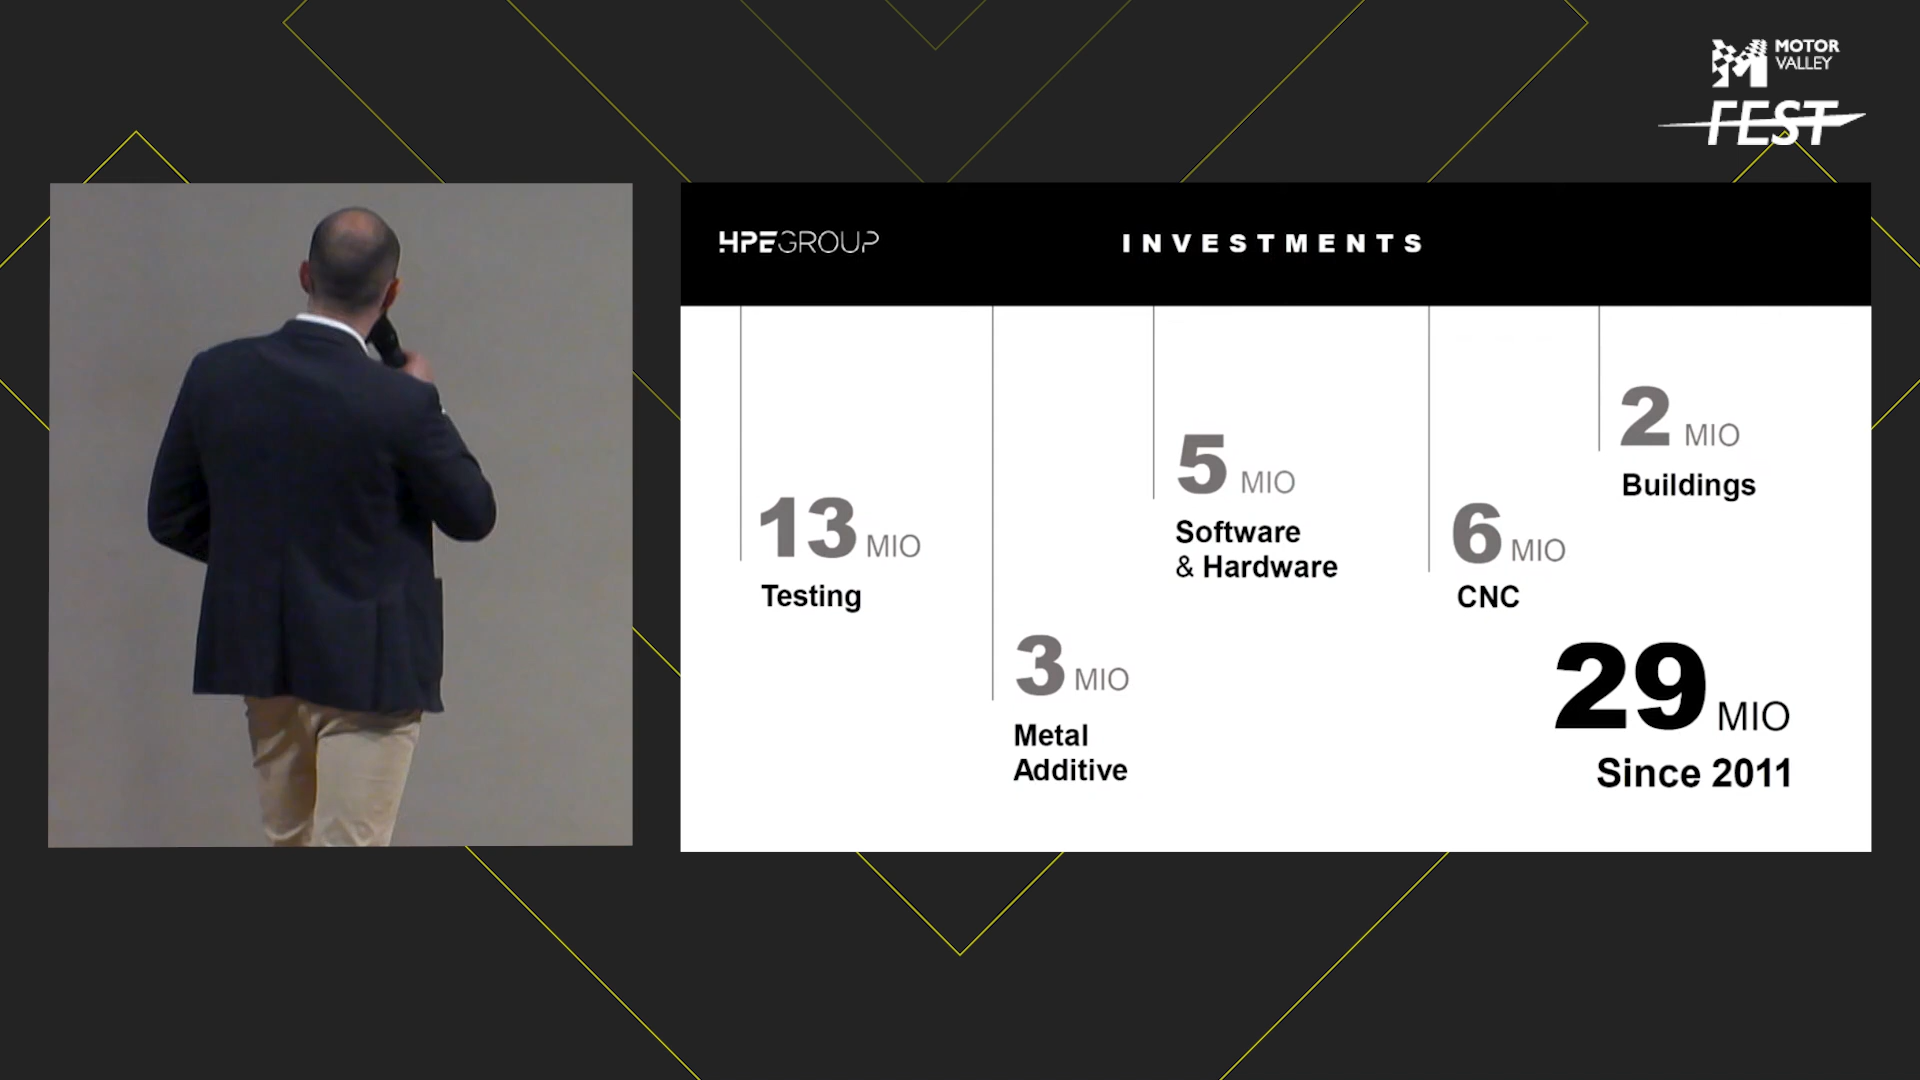 MOTOR
VALLEY
FEST
HPEGROUP
INVESTMENTS
13 MIO
Testing
3 MIO
Metal
Additive
5 MIO
Software
& Hardware
6 MIO
CNC
2 MIO
Buildings
29 MIO
Since 2011